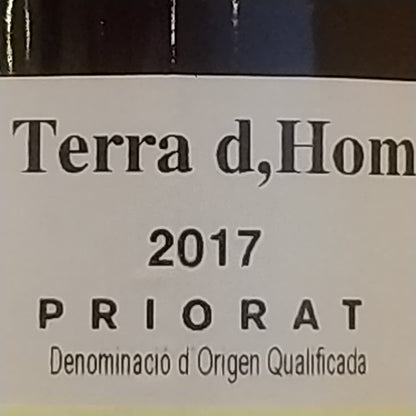 Terra d,Hom
2017
PRIORAT
Denominació d Origen Qualificada